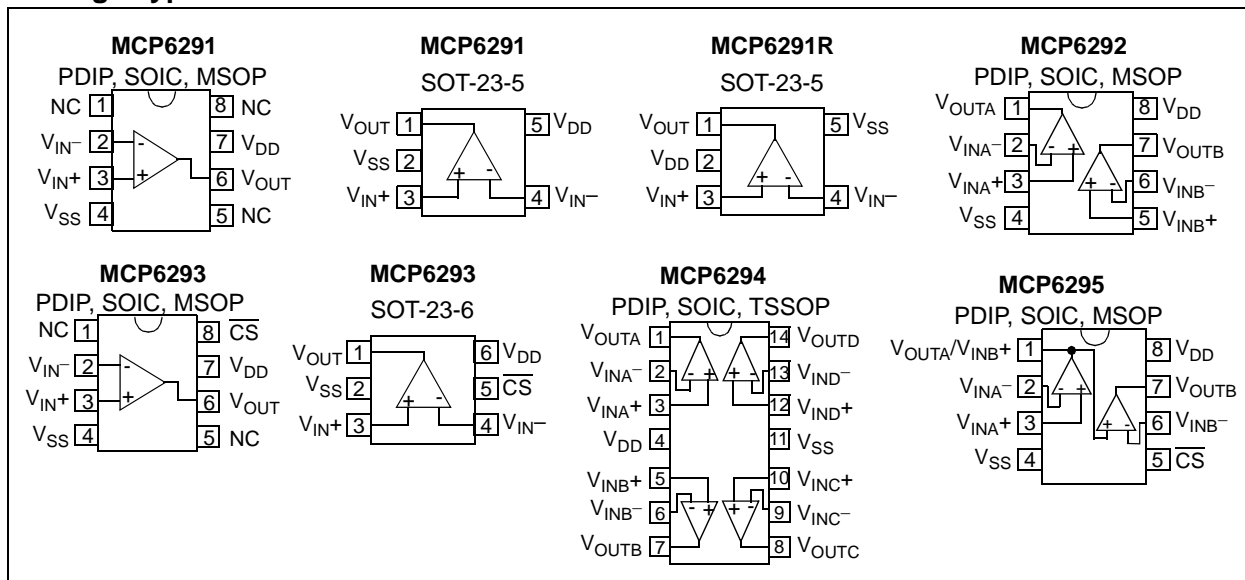 MCP6291
PDIP, SOIC, MSOP
NC 1
8 NC
VIN– 2
7 VDD
VIN+ 3
6 VOUT
VSS 4
5 NC
-
+
MCP6291
SOT-23-5
VOUT 1
5 VDD
VSS 2
VIN+ 3
4 VIN–
+ -
MCP6291R
SOT-23-5
VOUT 1
5 VSS
VDD 2
VIN+ 3
4 VIN–
+ -
MCP6292
PDIP, SOIC, MSOP
VOUTA 1
8 VDD
VINA– 2
7 VOUTB
VINA+ 3
6 VINB–
VSS 4
5 VINB+
- +
+ -
MCP6293
PDIP, SOIC, MSOP
NC 1
8 CS
VIN– 2
7 VDD
VIN+ 3
6 VOUT
VSS 4
5 NC
-
+
MCP6293
SOT-23-6
VOUT 1
6 VDD
VSS 2
5 CS
VIN+ 3
4 VIN–
+ -
MCP6294
PDIP, SOIC, TSSOP
VOUTA 1
14 VOUTD
VINA– 2
13 VIND–
VINA+ 3
12 VIND+
VDD 4
11 VSS
VINB+ 5
10 VINC+
VINB– 6
9 VINC–
VOUTB 7
8 VOUTC
- + + -
- + + -
MCP6295
PDIP, SOIC, MSOP
VOUTA/VINB+ 1
8 VDD
VINA– 2
7 VOUTB
VINA+ 3
6 VINB–
VSS 4
5 CS
- +
+ -